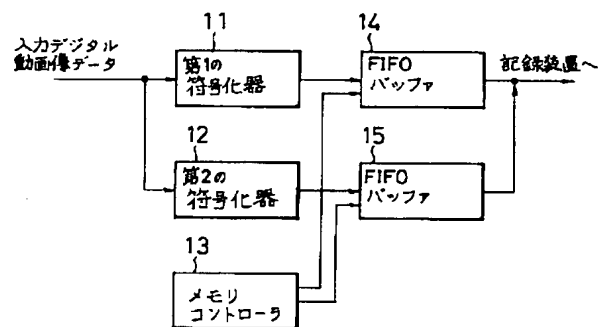 11
14
入力デジタル
動画像データ
第1の
符号化器
FIFO
バッファ
記録装置へ
12
15
第2の
符号化器
FIFO
バッファ
13
メモリ
コントローラ